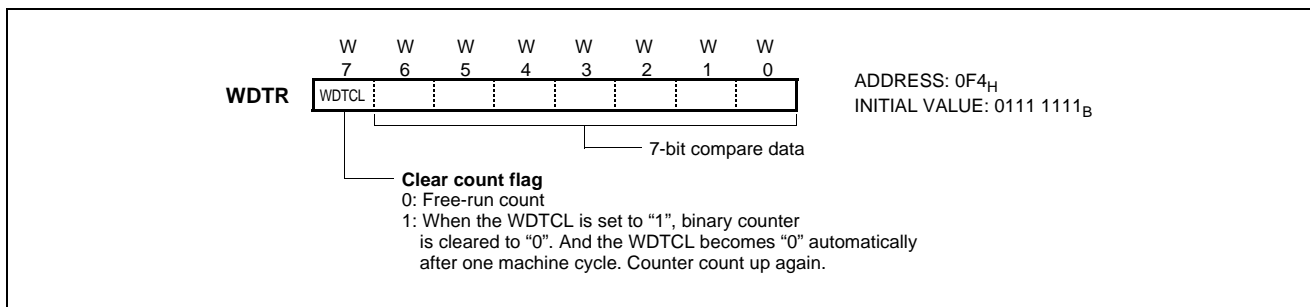 W W W W W W W W
7 6 5 4 3 2 1 0
WDTR WDTCL
ADDRESS: 0F4H
INITIAL VALUE: 0111 1111B
7-bit compare data
Clear count flag
0: Free-run count
1: When the WDTCL is set to “1”, binary counter
is cleared to “0”. And the WDTCL becomes “0” automatically
after one machine cycle. Counter count up again.